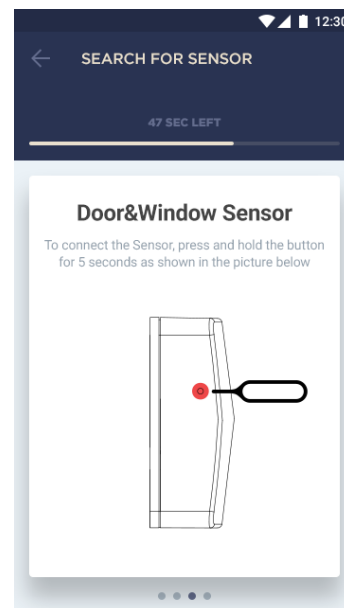 12:30
SEARCH FOR SENSOR
47 SEC LEFT
Door&Window Sensor
To connect the Sensor, press and hold the button
for 5 seconds as shown in the picture below